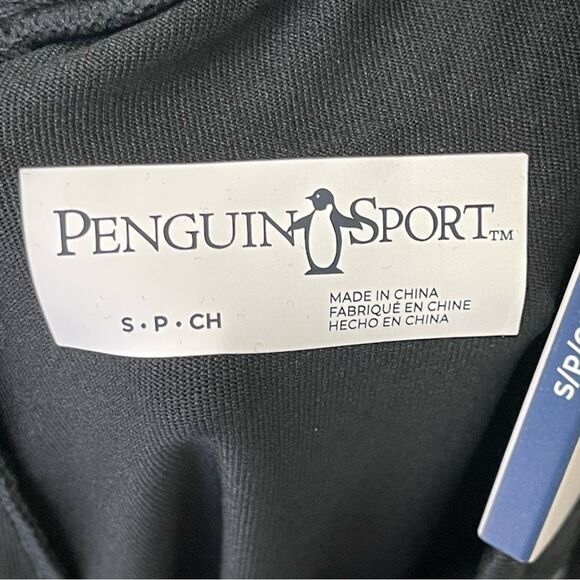 PENGUIN SPORT™
S • P • CH
MADE IN CHINA
FABRIQUÉ EN CHINE
HECHO EN CHINA
S/P/